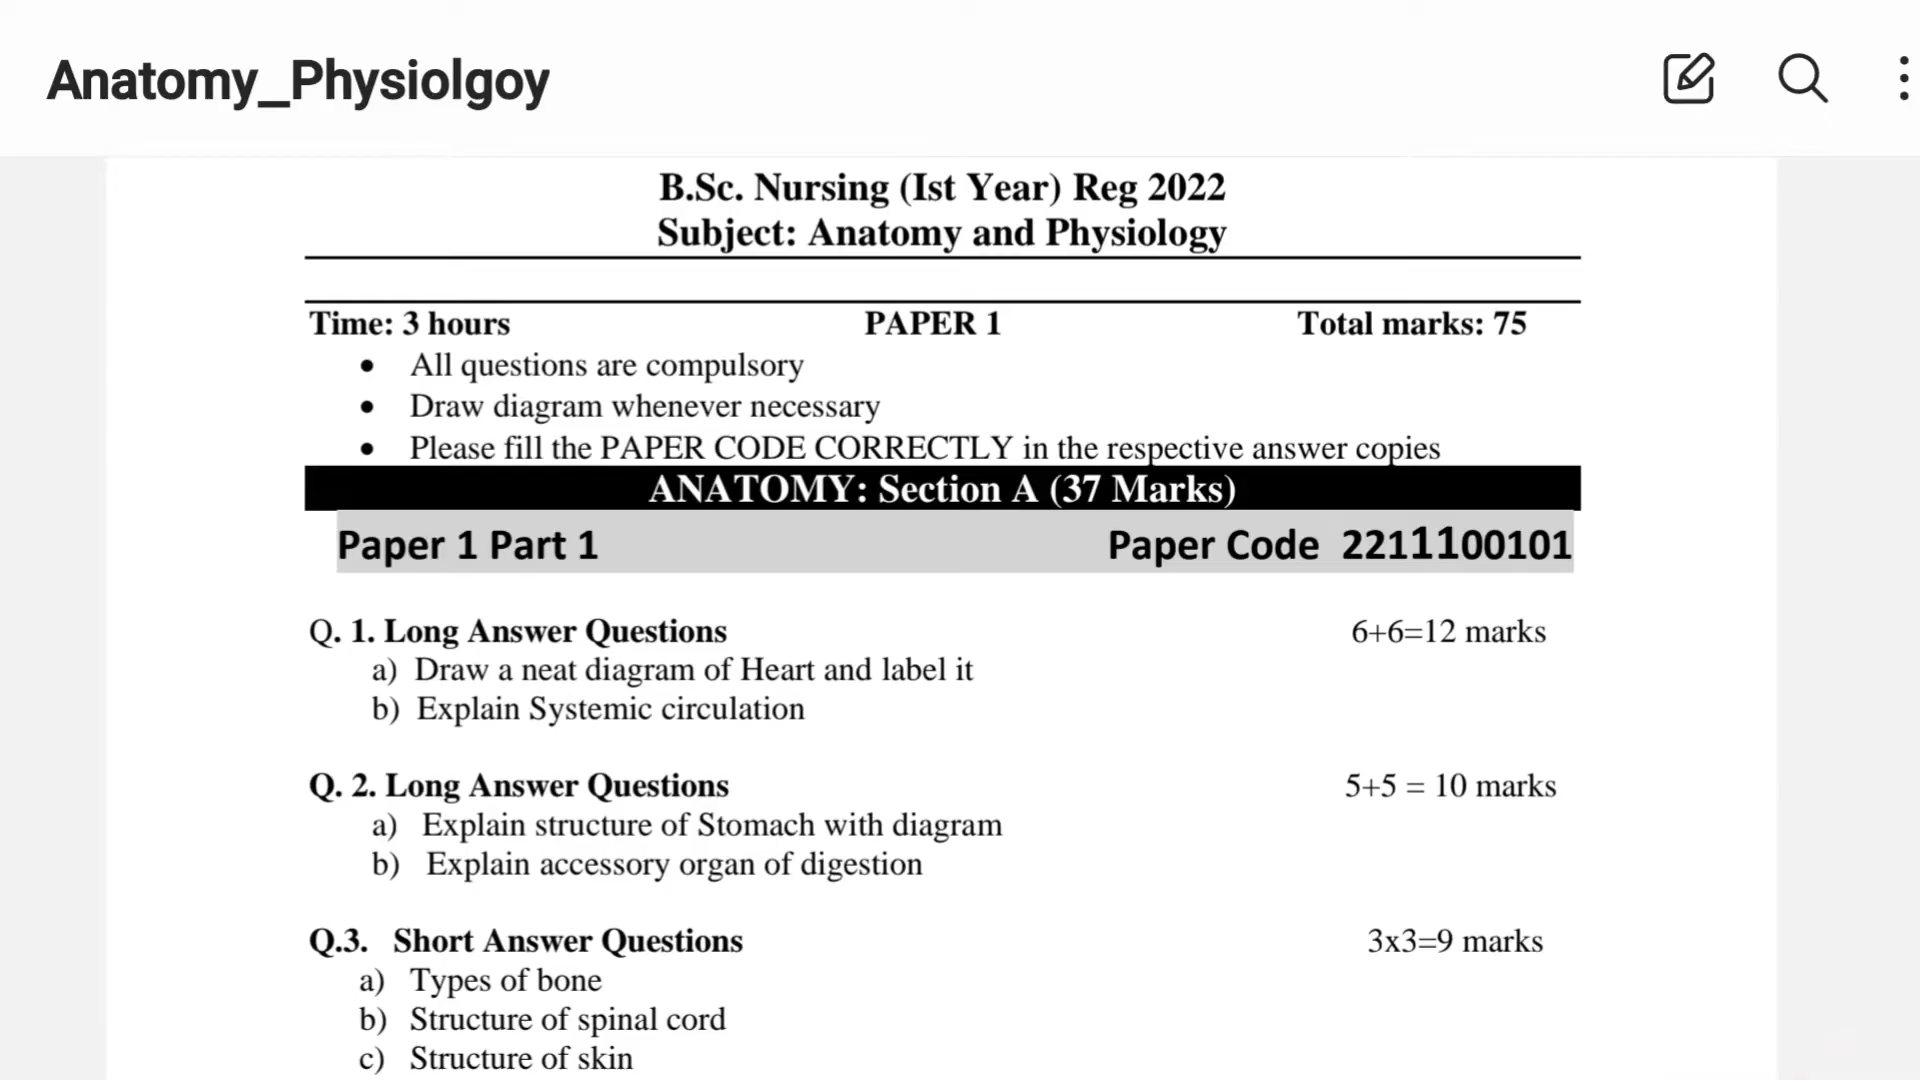 Anatomy_Physiolgoy
B.Sc. Nursing (Ist Year) Reg 2022
Subject: Anatomy and Physiology
Time: 3 hours PAPER 1 Total marks: 75
• All questions are compulsory
• Draw diagram whenever necessary
• Please fill the PAPER CODE CORRECTLY in the respective answer copies
ANATOMY: Section A (37 Marks)
Paper 1 Part 1 Paper Code 2211100101
Q. 1. Long Answer Questions 6+6=12 marks
a) Draw a neat diagram of Heart and label it
b) Explain Systemic circulation
Q. 2. Long Answer Questions 5+5 = 10 marks
a) Explain structure of Stomach with diagram
b) Explain accessory organ of digestion
Q.3. Short Answer Questions 3x3=9 marks
a) Types of bone
b) Structure of spinal cord
c) Structure of skin